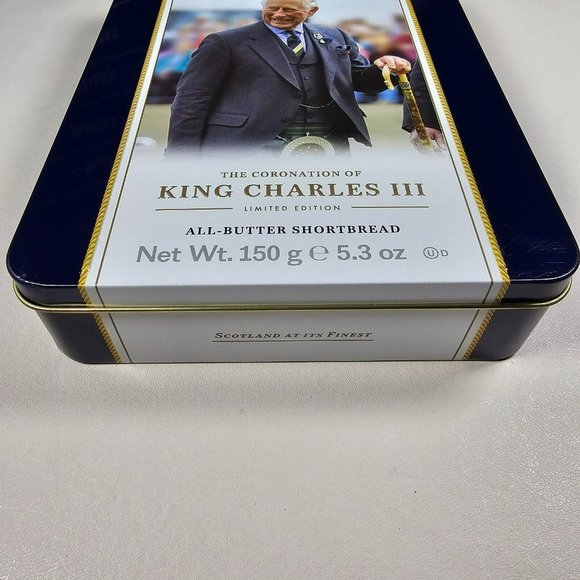 THE CORONATION OF
KING CHARLES III
LIMITED EDITION
ALL-BUTTER SHORTBREAD
Net Wt. 150 g ℮ 5.3 oz Ⓤ D
SCOTLAND AT ITS FINEST